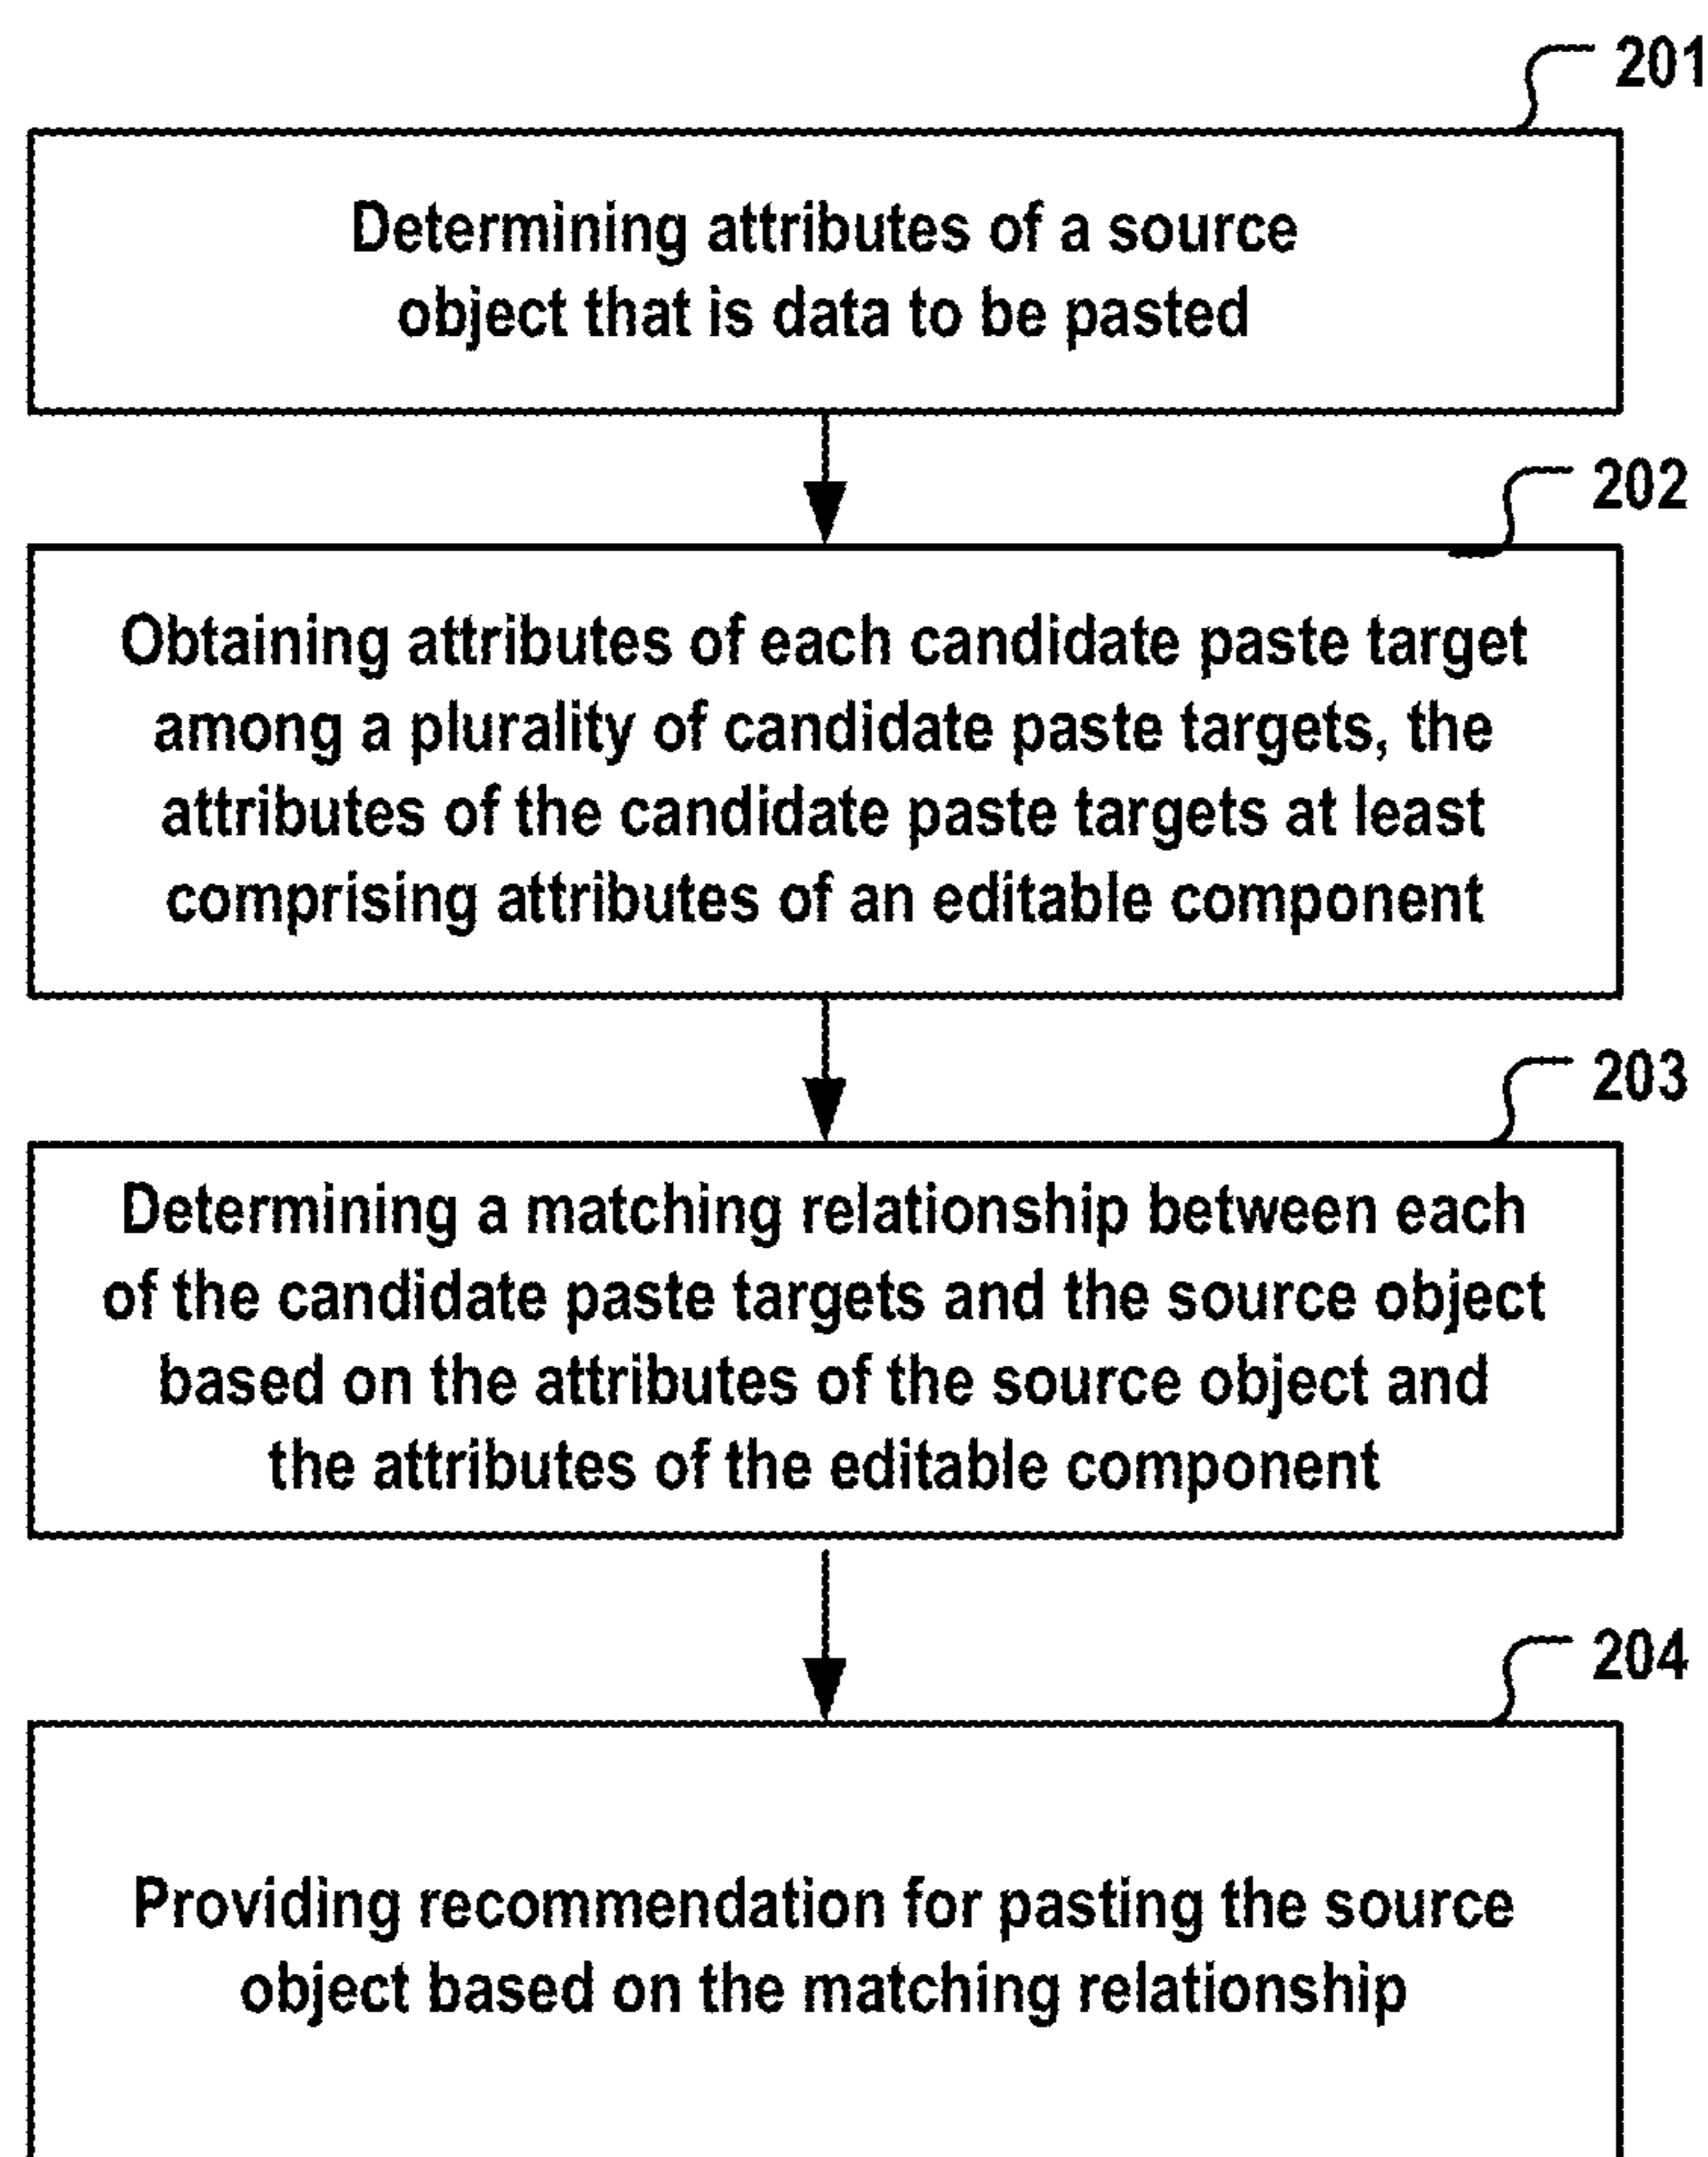 201
Determining attributes of a source
object that is data to be pasted
202
Obtaining attributes of each candidate paste target
among a plurality of candidate paste targets, the
attributes of the candidate paste targets at least
comprising attributes of an editable component
203
Determining a matching relationship between each
of the candidate paste targets and the source object
based on the attributes of the source object and
the attributes of the editable component
204
Providing recommendation for pasting the source
object based on the matching relationship